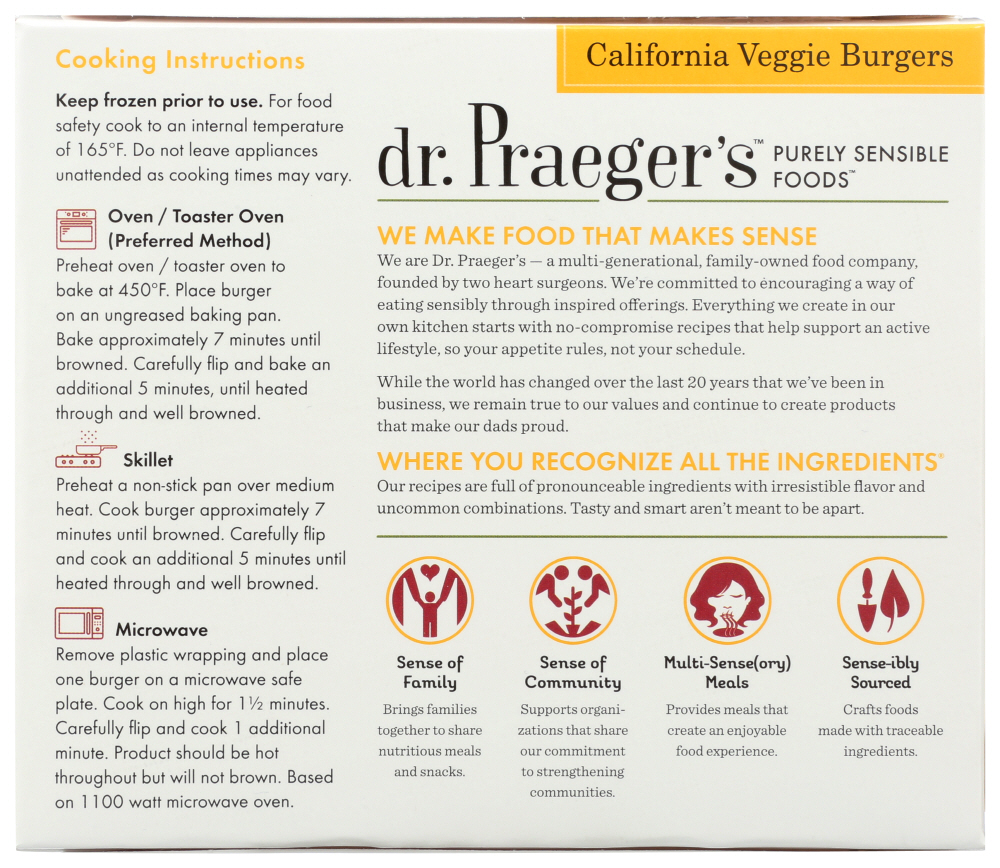 Cooking Instructions
Keep frozen prior to use. For food
safety cook to an internal temperature
of 165°F. Do not leave appliances
unattended as cooking times may vary.
Oven / Toaster Oven
(Preferred Method)
Preheat oven / toaster oven to
bake at 450°F. Place burger
on an ungreased baking pan.
Bake approximately 7 minutes until
browned. Carefully flip and bake an
additional 5 minutes, until heated
through and well browned.
Skillet
Preheat a non-stick pan over medium
heat. Cook burger approximately 7
minutes until browned. Carefully flip
and cook an additional 5 minutes until
heated through and well browned.
Microwave
Remove plastic wrapping and place
one burger on a microwave safe
plate. Cook on high for 1½ minutes.
Carefully flip and cook 1 additional
minute. Product should be hot
throughout but will not brown. Based
on 1100 watt microwave oven.
California Veggie Burgers
dr. Praeger's™ PURELY SENSIBLE
FOODS™
WE MAKE FOOD THAT MAKES SENSE
We are Dr. Praeger's — a multi-generational, family-owned food company,
founded by two heart surgeons. We're committed to encouraging a way of
eating sensibly through inspired offerings. Everything we create in our
own kitchen starts with no-compromise recipes that help support an active
lifestyle, so your appetite rules, not your schedule.
While the world has changed over the last 20 years that we've been in
business, we remain true to our values and continue to create products
that make our dads proud.
WHERE YOU RECOGNIZE ALL THE INGREDIENTS®
Our recipes are full of pronounceable ingredients with irresistible flavor and
uncommon combinations. Tasty and smart aren't meant to be apart.
Sense of
Family
Brings families
together to share
nutritious meals
and snacks.
Sense of
Community
Supports organi-
zations that share
our commitment
to strengthening
communities.
Multi-Sense(ory)
Meals
Provides meals that
create an enjoyable
food experience.
Sense-ibly
Sourced
Crafts foods
made with traceable
ingredients.